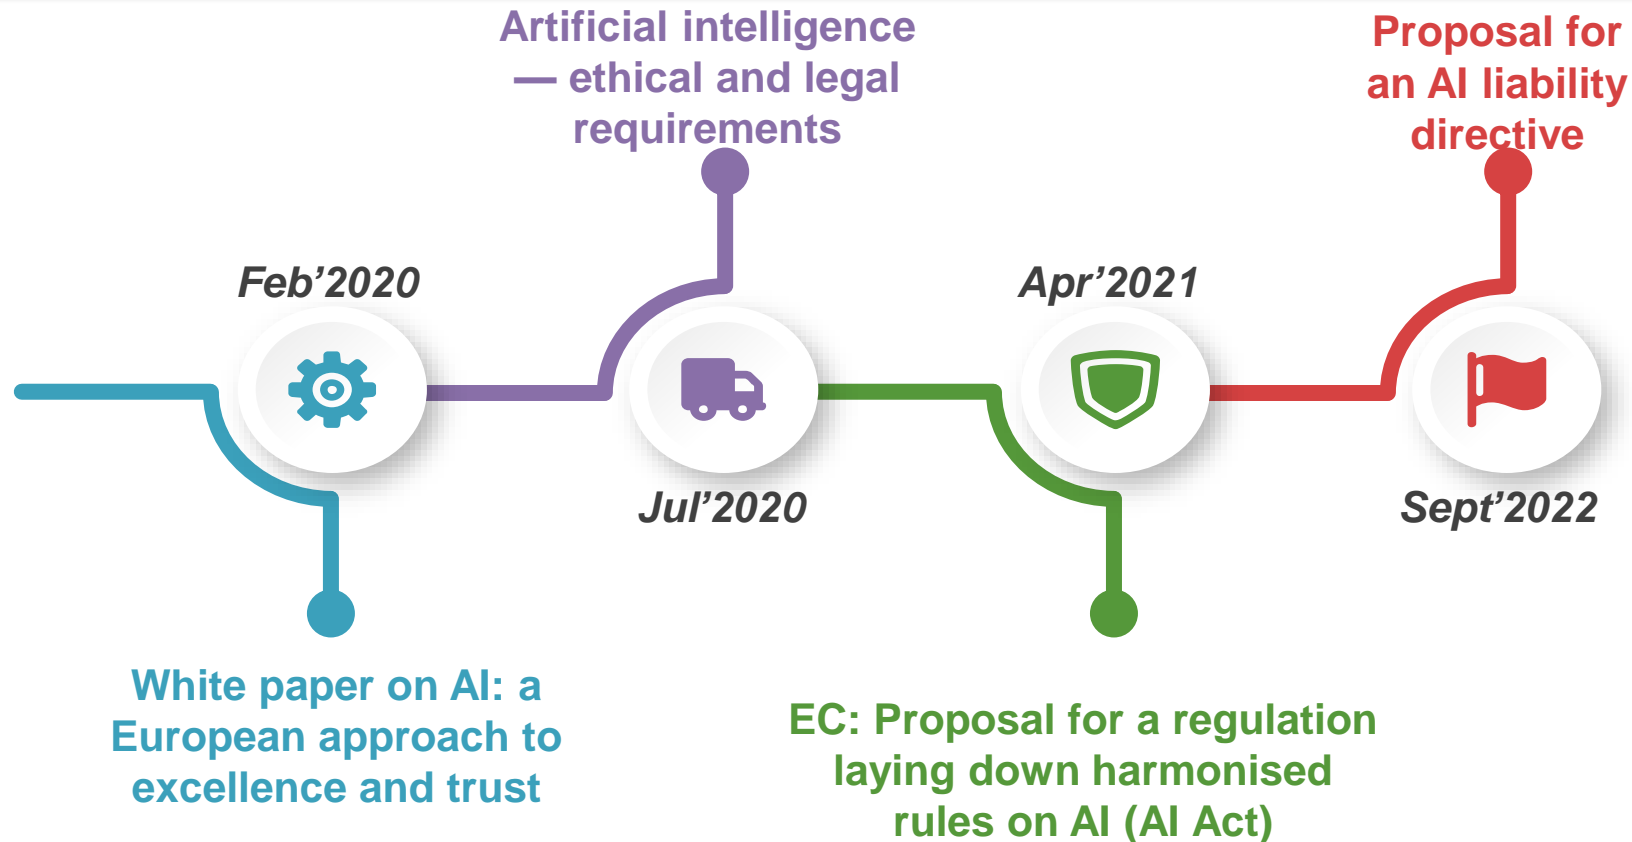 Artificial intelligence
— ethical and legal
requirements
Proposal for
an AI liability
directive
Feb’2020
Apr’2021
Jul’2020
Sept’2022
White paper on AI: a
European approach to
excellence and trust
EC: Proposal for a regulation
laying down harmonised
rules on AI (AI Act)